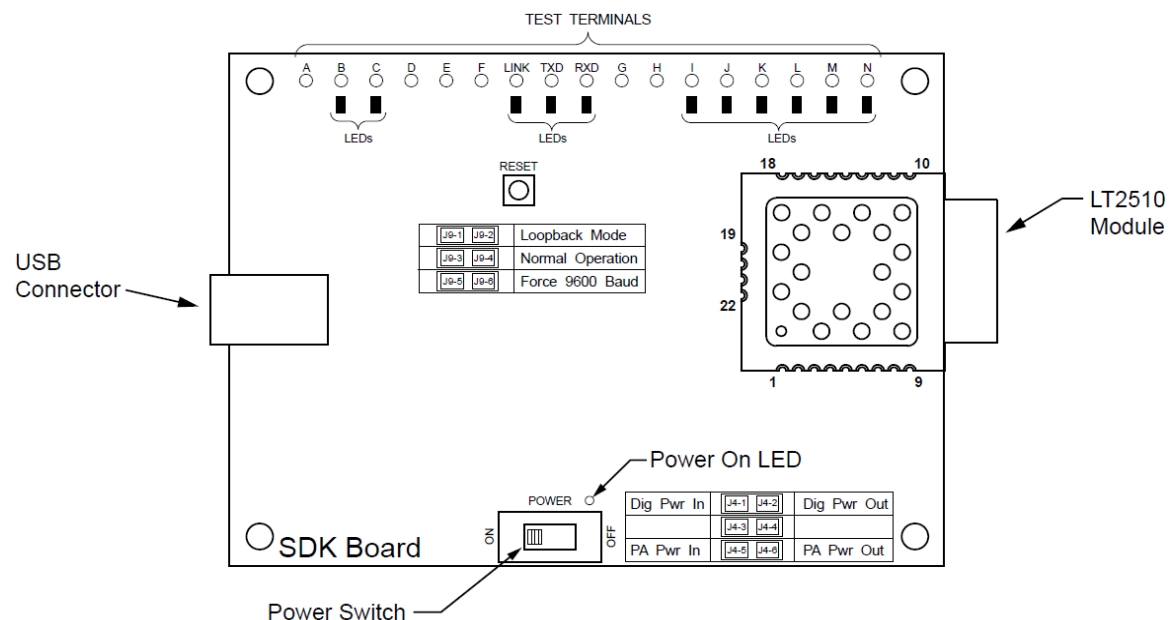 TEST TERMINALS
A B C D E F LINK TXD RXD G H I J K L M N
LEDs LEDs LEDs
RESET
18 10
LT2510
Module
J9-1 J9-2 Loopback Mode
19
J9-3 J9-4 Normal Operation
USB
Connector
J9-5 J9-6 Force 9600 Baud
22
1 9
Power On LED
POWER
Dig Pwr In J4-1 J4-2 Dig Pwr Out
ON
OFF
J4-3 J4-4
SDK Board
PA Pwr In J4-5 J4-6 PA Pwr Out
Power Switch